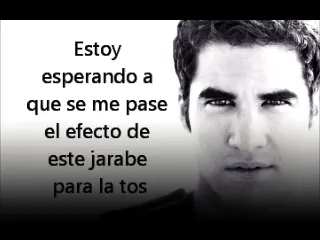 Estoy
esperando a
que se me pase
el efecto de
este jarabe
para la tos